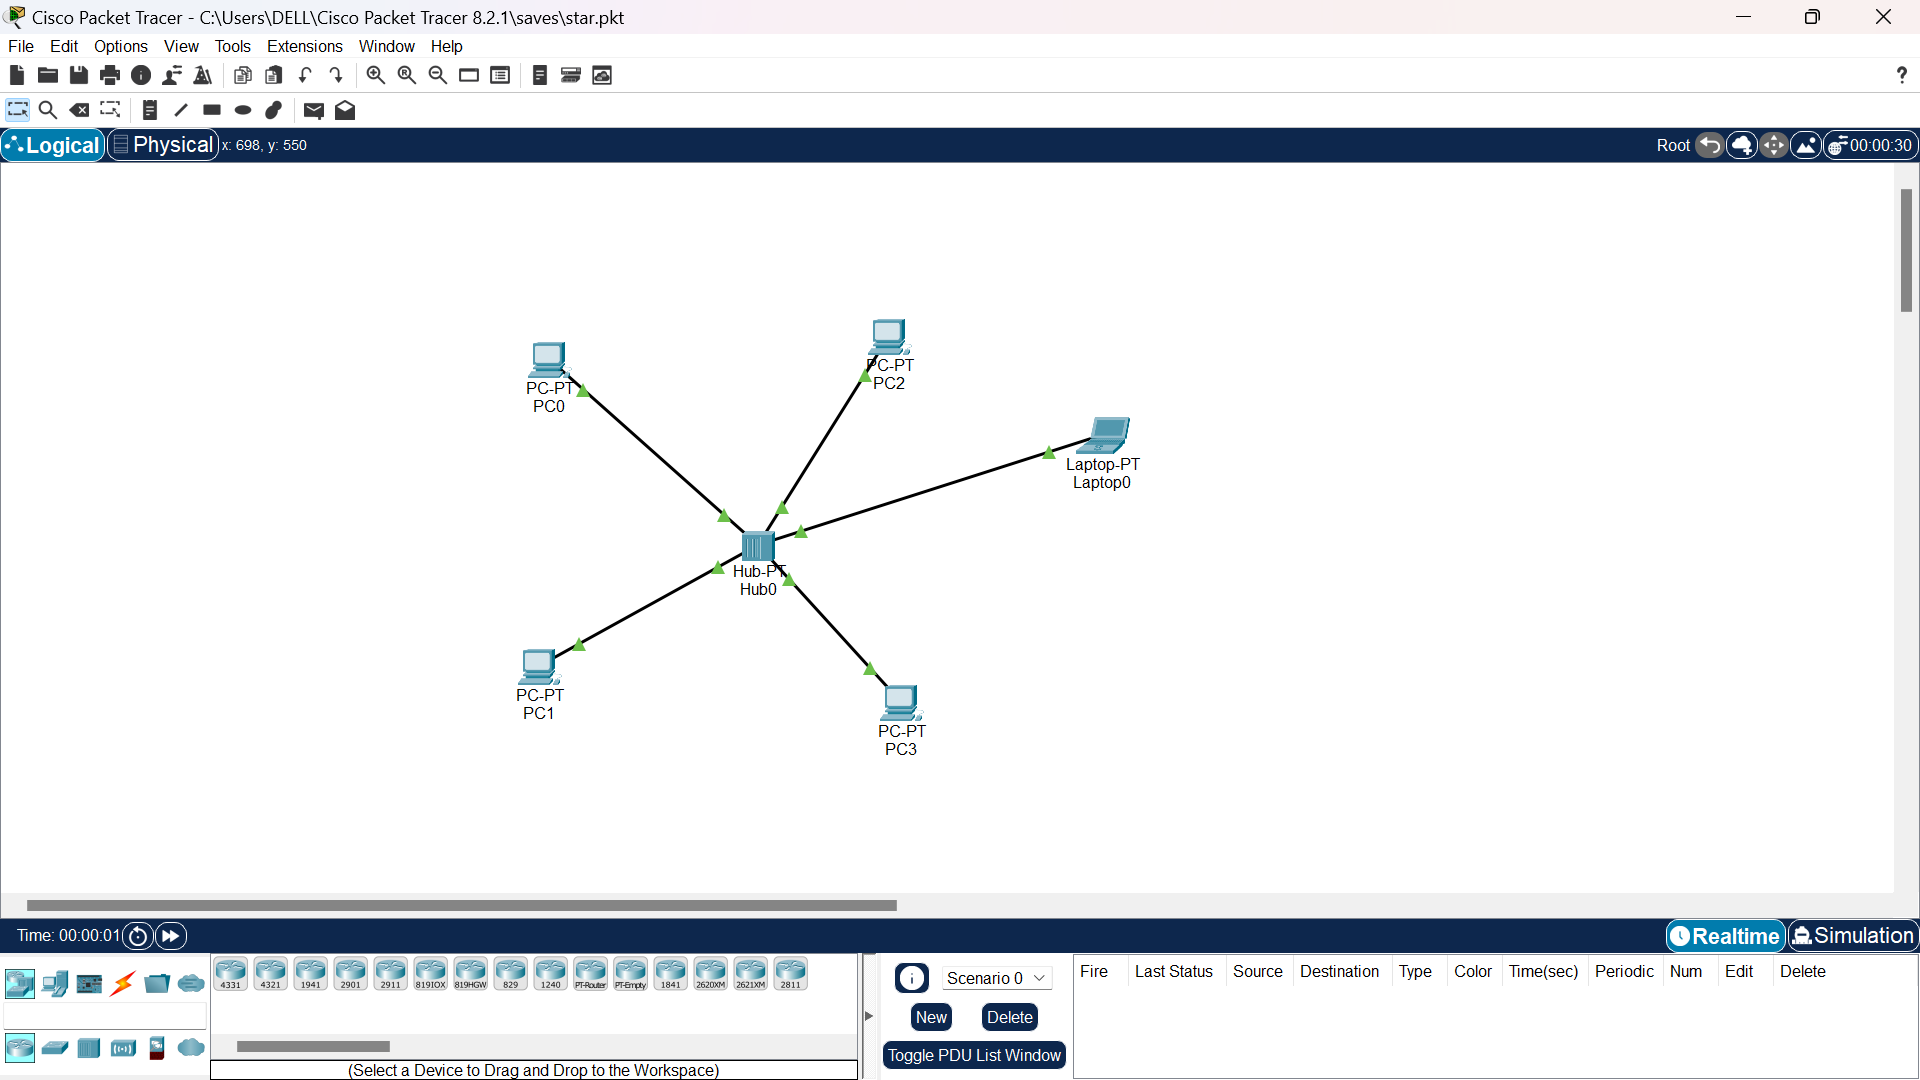 Cisco Packet Tracer - C:\Users\DELL\Cisco Packet Tracer 8.2.1\saves\star.pkt
File Edit Options View Tools Extensions Window Help
?
Logical Physical x: 698, y: 550 Root 00:00:30
PC-PT
PC0
PC-PT
PC2
Laptop-PT
Laptop0
Hub-PT
Hub0
PC-PT
PC1
PC-PT
PC3
Time: 00:00:01 Realtime Simulation
4331 4321 1941 2901 2911 819IOX 819HGW 829 1240 PT-Router PT-Empty 1841 2620XM 2621XM 2811
(Select a Device to Drag and Drop to the Workspace)
Scenario 0
New Delete
Toggle PDU List Window
Fire Last Status Source Destination Type Color Time(sec) Periodic Num Edit Delete